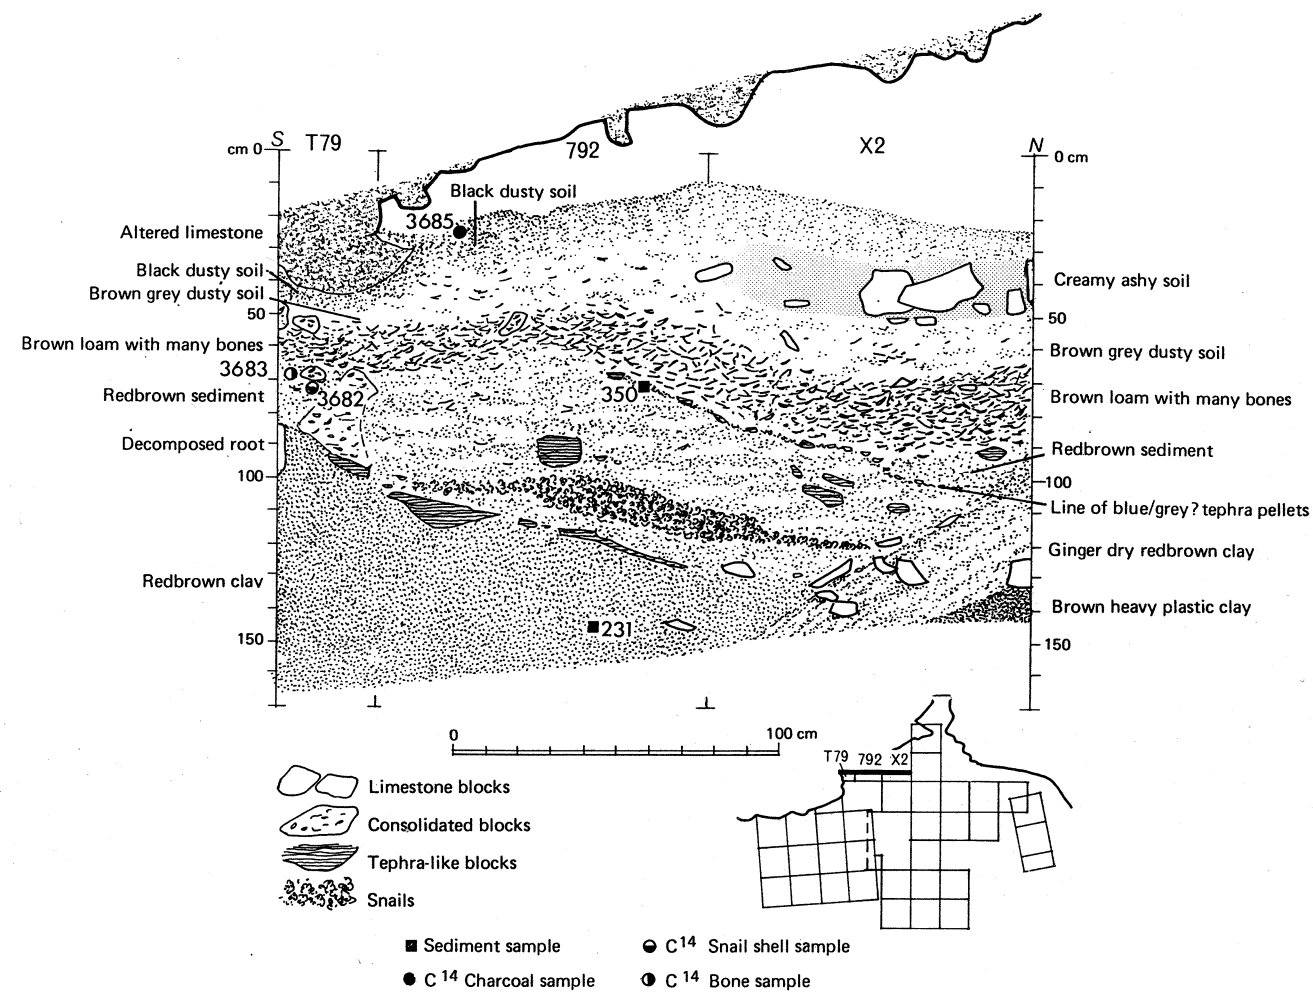 S T79 792 X2 N
cm 0 0 cm
Black dusty soil
3685
Altered limestone
Black dusty soil
Brown grey dusty soil
Creamy ashy soil
50 50
Brown loam with many bones
Brown grey dusty soil
3683
Redbrown sediment
3682
350
Brown loam with many bones
Decomposed root
Redbrown sediment
100 100
Line of blue/grey? tephra pellets
Ginger dry redbrown clay
Redbrown clay
Brown heavy plastic clay
231
150 150
0 100 cm
T79 792 X2
Limestone blocks
Consolidated blocks
Tephra-like blocks
Snails
Sediment sample
C14 Snail shell sample
C14 Charcoal sample
C14 Bone sample